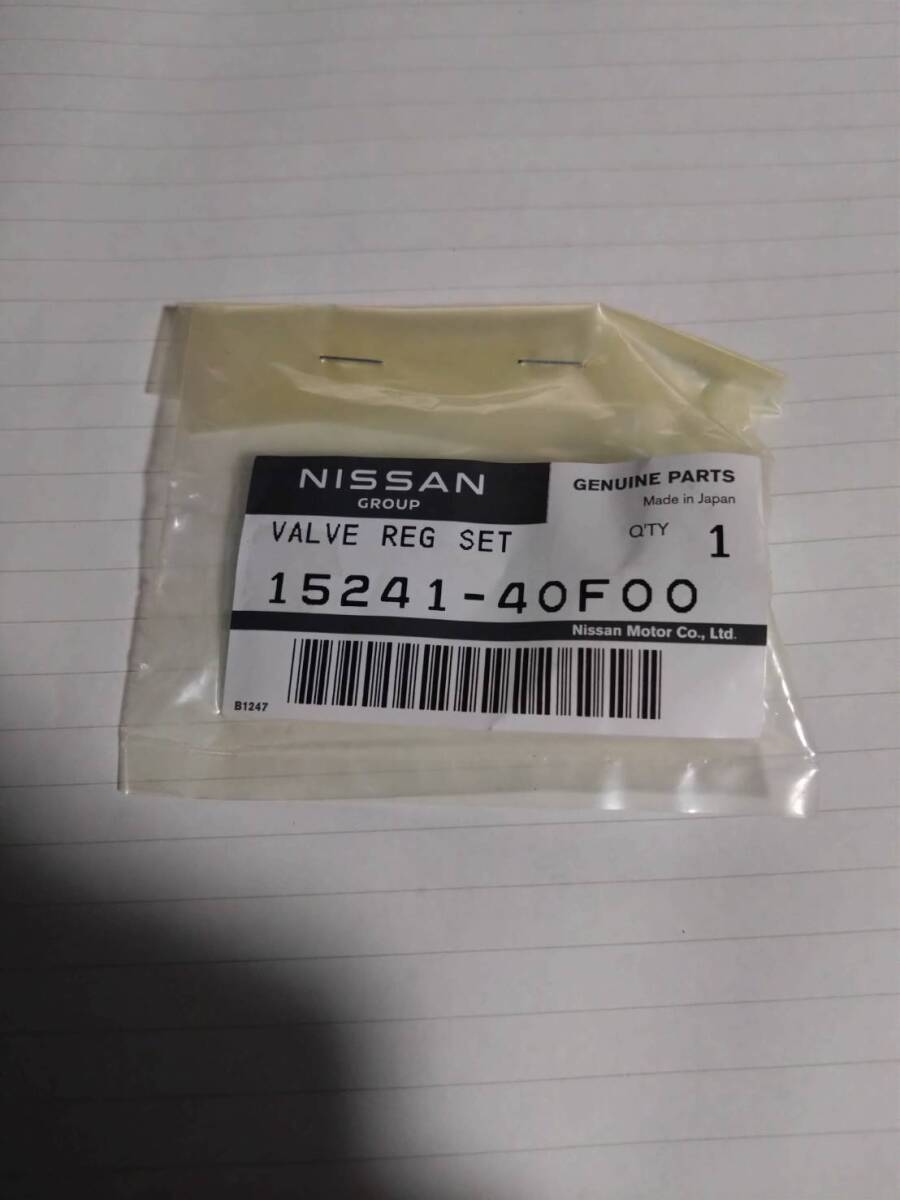 NISSAN
GROUP
GENUINE PARTS
Made in Japan
VALVE REG SET
Q'TY 1
15241-40F00
Nissan Motor Co., Ltd.
B1247